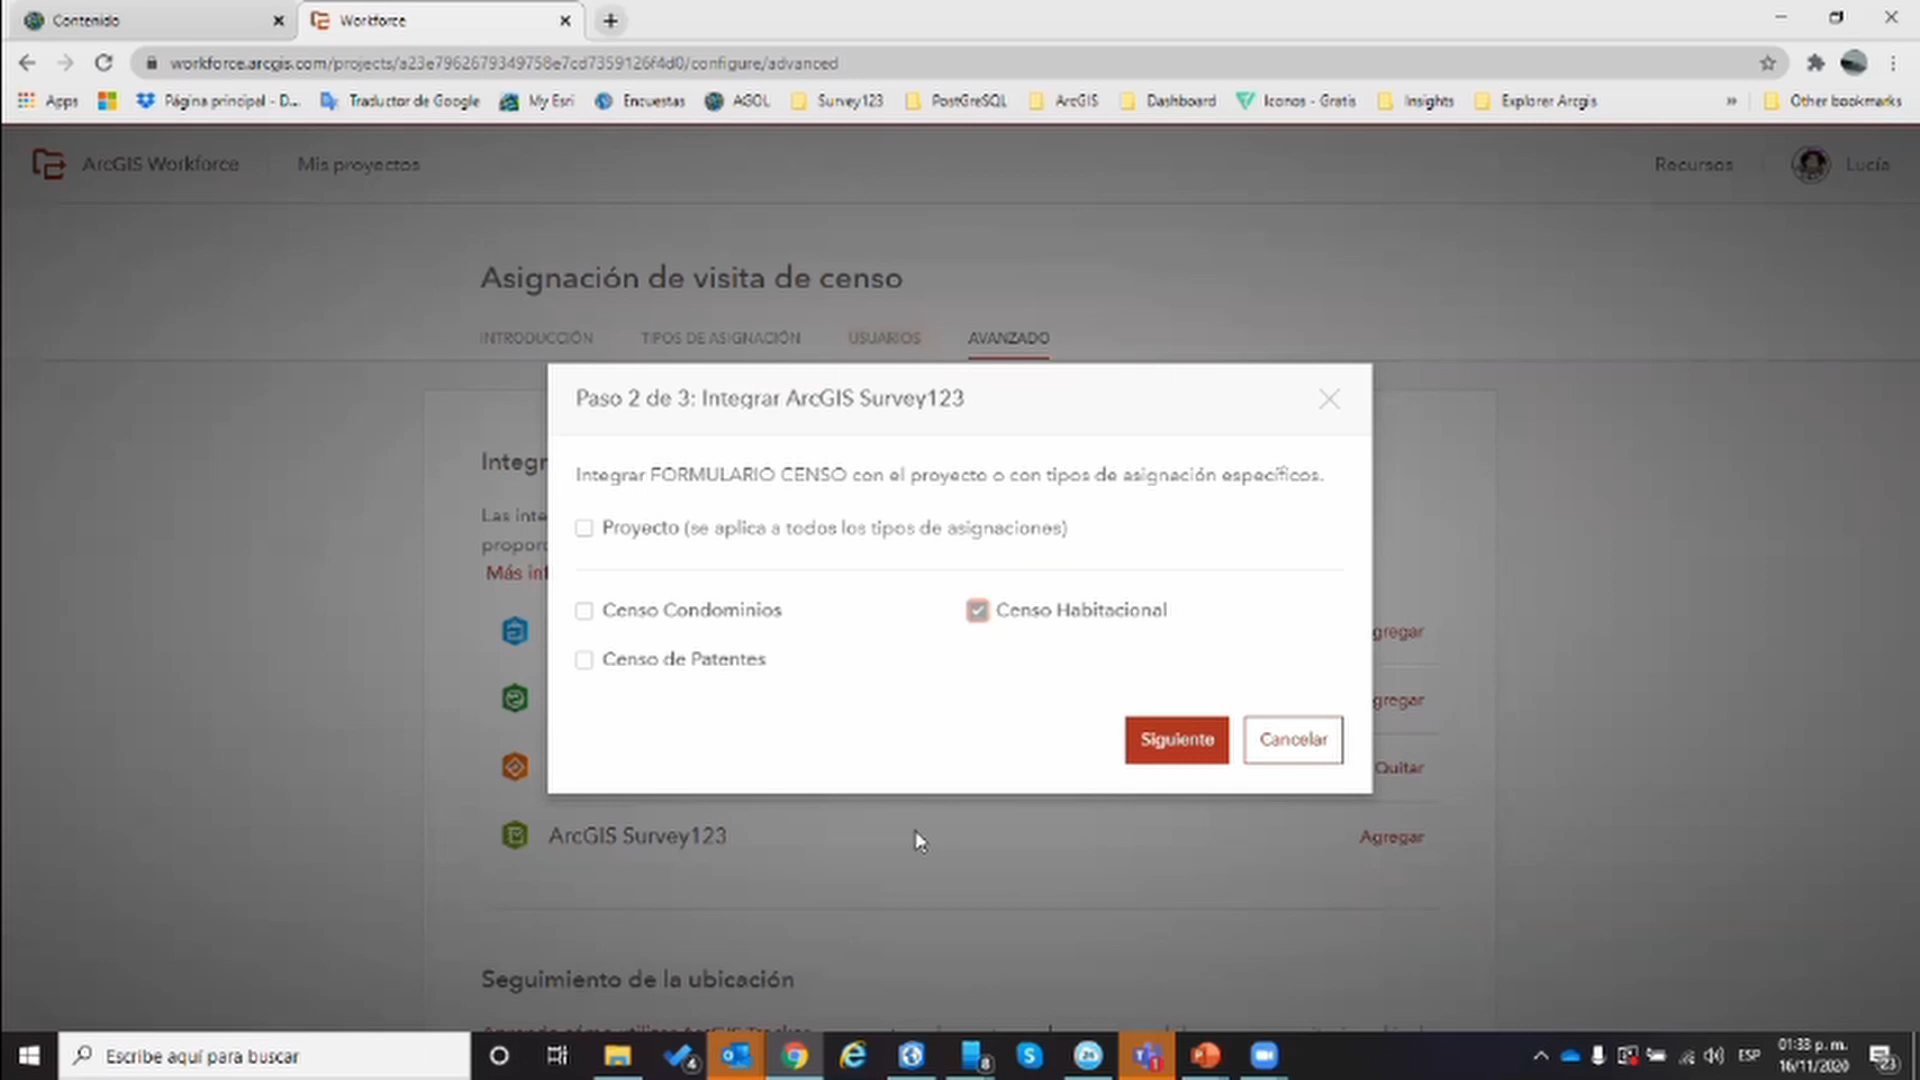 Contenido
Workforce
workforce.arcgis.com/projects/a23e7962679349758e7cd7359126f4d0/configure/advanced
Apps
Página principal - D...
Traductor de Google
My Esri
Encuestas
AGOL
Survey123
PostGreSQL
ArcGIS
Dashboard
Iconos - Gratis
Insights
Explorer Arcgis
»
Other bookmarks
ArcGIS Workforce
Mis proyectos
Recursos
Lucía
Asignación de visita de censo
INTRODUCCIÓN
TIPOS DE ASIGNACIÓN
USUARIOS
AVANZADO
Paso 2 de 3: Integrar ArcGIS Survey123
Integr
Integrar FORMULARIO CENSO con el proyecto o con tipos de asignación específicos.
Las inte
Proyecto (se aplica a todos los tipos de asignaciones)
propor
Más inf
Censo Condominios
Censo Habitacional
gregar
Censo de Patentes
gregar
Siguiente
Cancelar
Quitar
ArcGIS Survey123
Agregar
Seguimiento de la ubicación
Escribe aquí para buscar
4
8
1
ESP
01:33 p. m.
16/11/2020
23